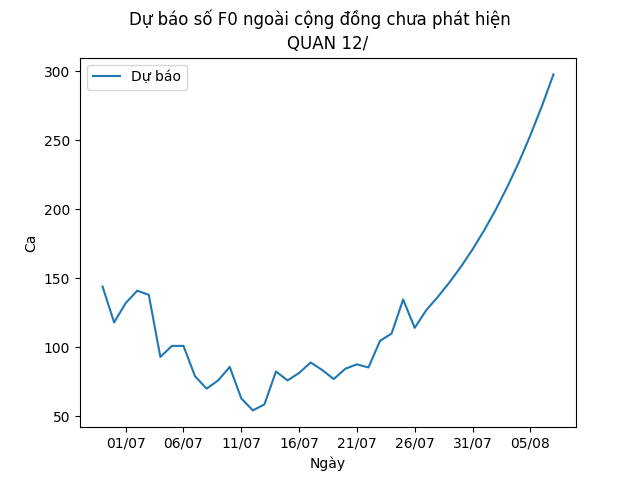 Dự báo số F0 ngoài cộng đồng chưa phát hiện
QUAN 12/
Dự báo
300
250
200
150
100
50
Ca
01/07 06/07 11/07 16/07 21/07 26/07 31/07 05/08
Ngày